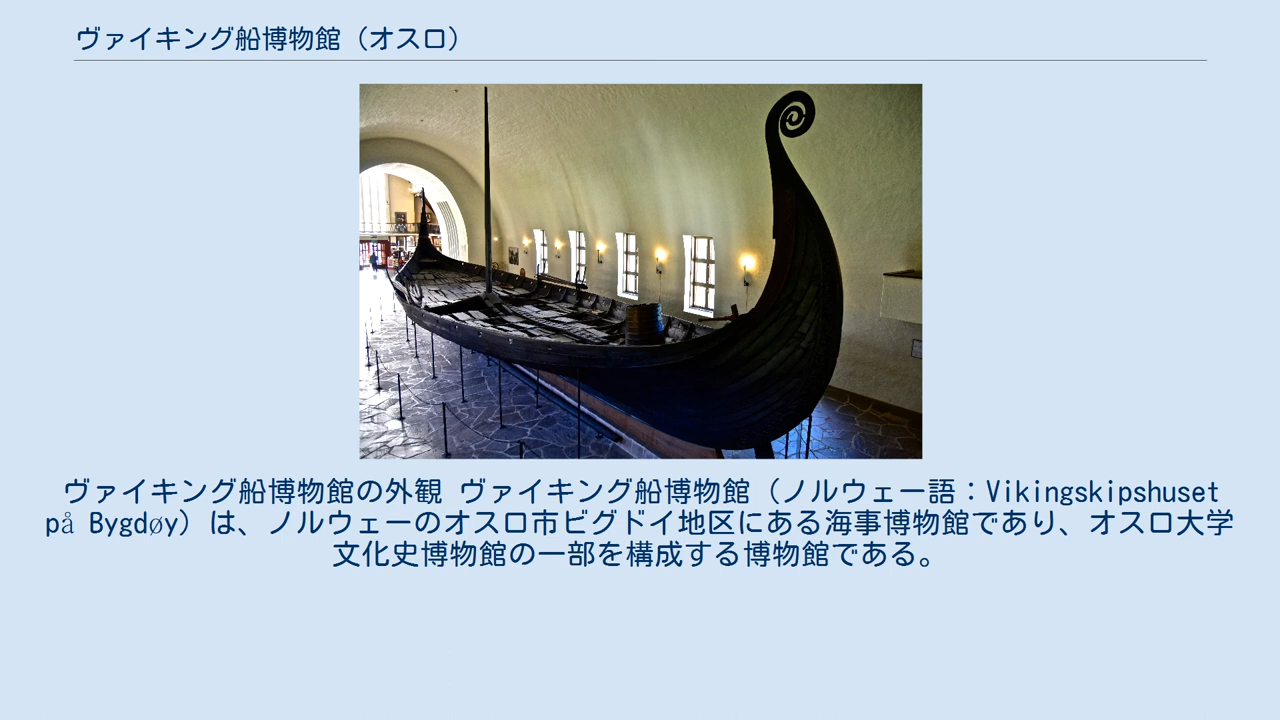 ヴァイキング船博物館（オスロ）
ヴァイキング船博物館の外観 ヴァイキング船博物館（ノルウェー語：Vikingskipshuset
på Bygdøy）は、ノルウェーのオスロ市ビグドイ地区にある海事博物館であり、オスロ大学
文化史博物館の一部を構成する博物館である。